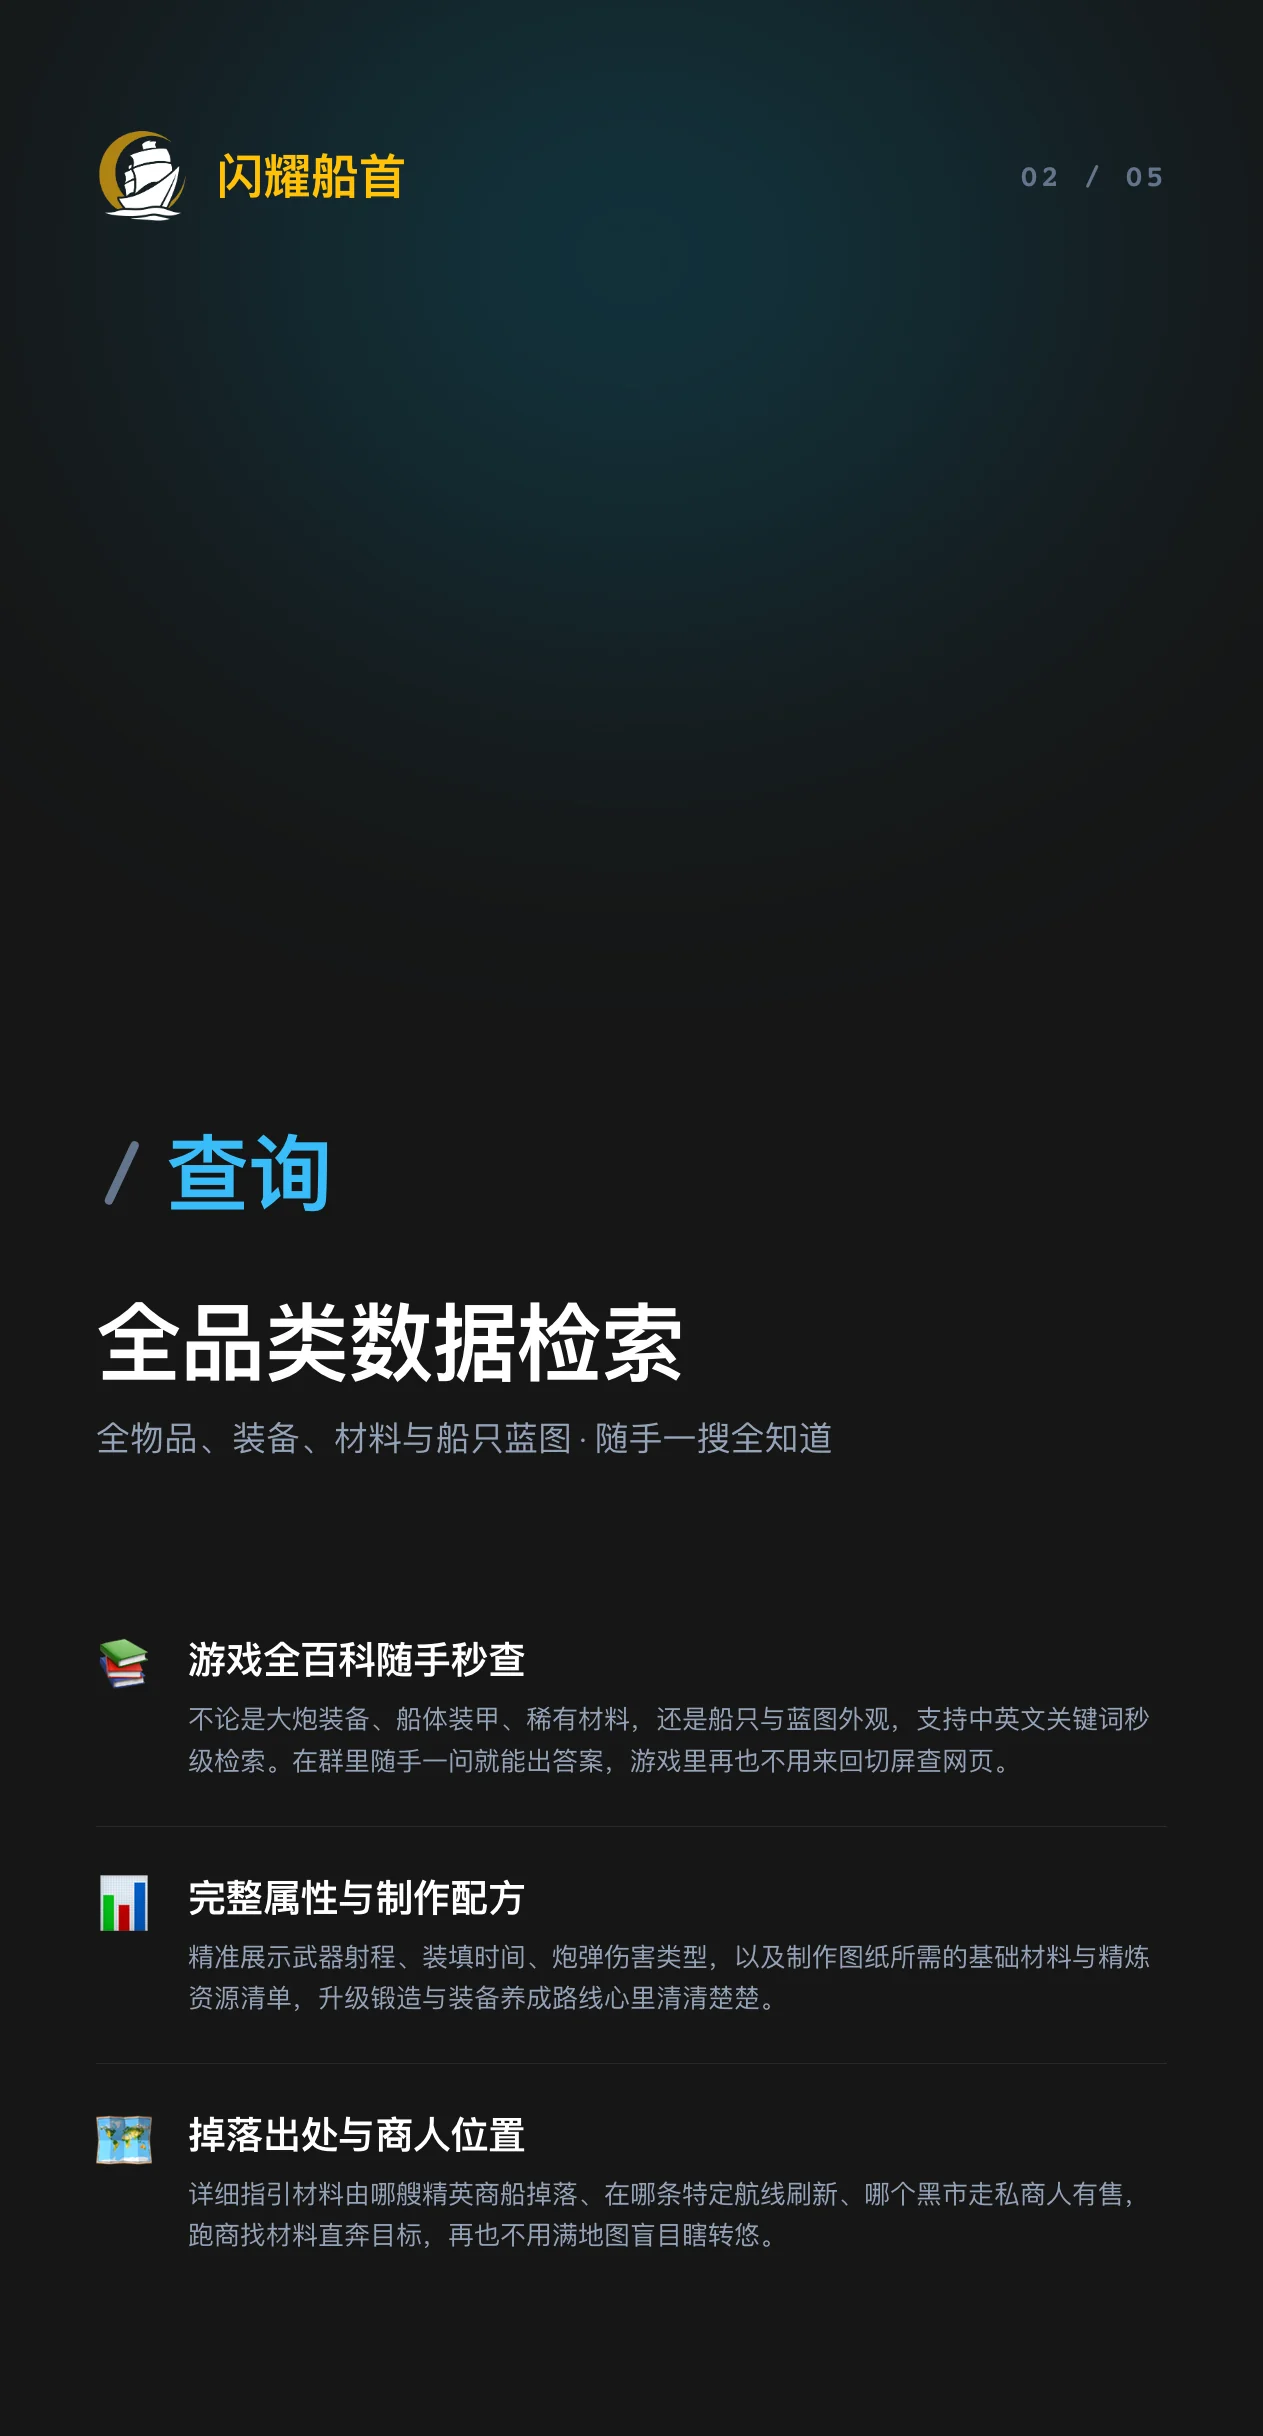 闪耀船首
02 / 05
/ 查询
全品类数据检索
全物品、装备、材料与船只蓝图 · 随手一搜全知道
游戏全百科随手秒查
不论是大炮装备、船体装甲、稀有材料，还是船只与蓝图外观，支持中英文关键词秒
级检索。在群里随手一问就能出答案，游戏里再也不用来回切屏查网页。
完整属性与制作配方
精准展示武器射程、装填时间、炮弹伤害类型，以及制作图纸所需的基础材料与精炼
资源清单，升级锻造与装备养成路线心里清清楚楚。
掉落出处与商人位置
详细指引材料由哪艘精英商船掉落、在哪条特定航线刷新、哪个黑市走私商人有售，
跑商找材料直奔目标，再也不用满地图盲目瞎转悠。